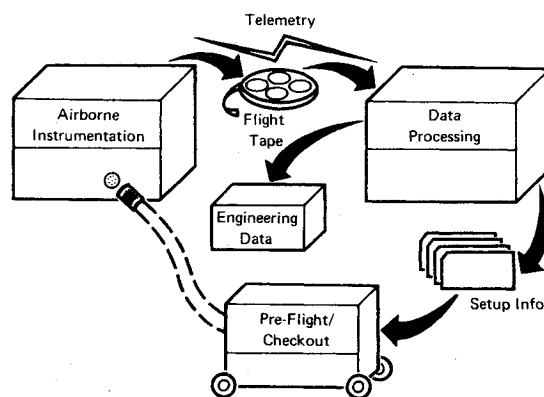 Telemetry
Airborne
Instrumentation
Flight
Tape
Data
Processing
Engineering
Data
Setup Info
Pre-Flight/
Checkout